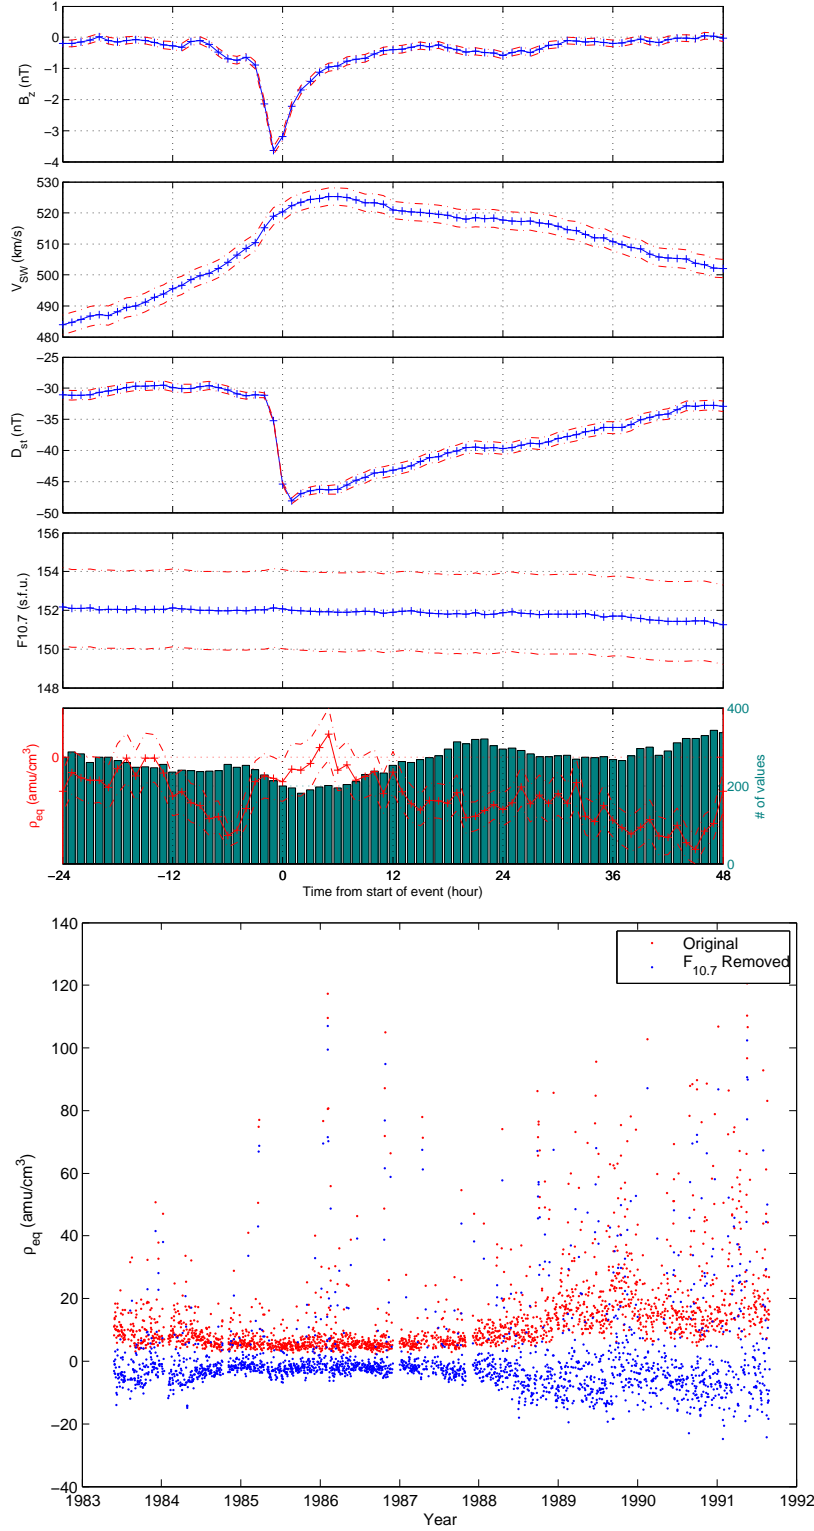 0
−1
−2
−3
−4
B_z (nT)
530
520
510
500
490
480
V_SW (km/s)
−25
−30
−35
−40
−45
−50
D_st (nT)
156
154
152
150
148
F10.7 (s.f.u.)
400
200
0
0
ρ_eq (amu/cm^3)
# of values
−24 −12 0 12 24 36 48
Time from start of event (hour)
140
120
100
80
60
40
20
0
−20
−40
ρ_eq (amu/cm^3)
Original
F_10.7 Removed
1983 1984 1985 1986 1987 1988 1989 1990 1991 1992
Year